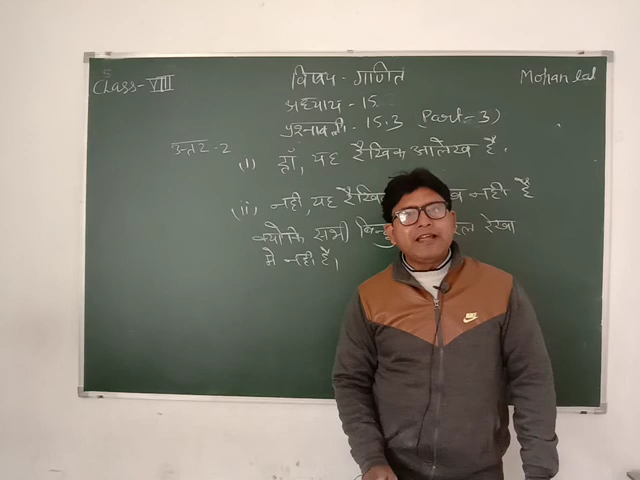 Class-VIII
विषय - गणित
Mohan Lal
अध्याय - 15
प्रश्नावली - 15.3 (Part-3)
उत्तर - 2
(i) हाँ, यह रैखिक आलेख है.
(ii) नही, यह नही है
क्योंकि सभी रेखा
मे नही है।